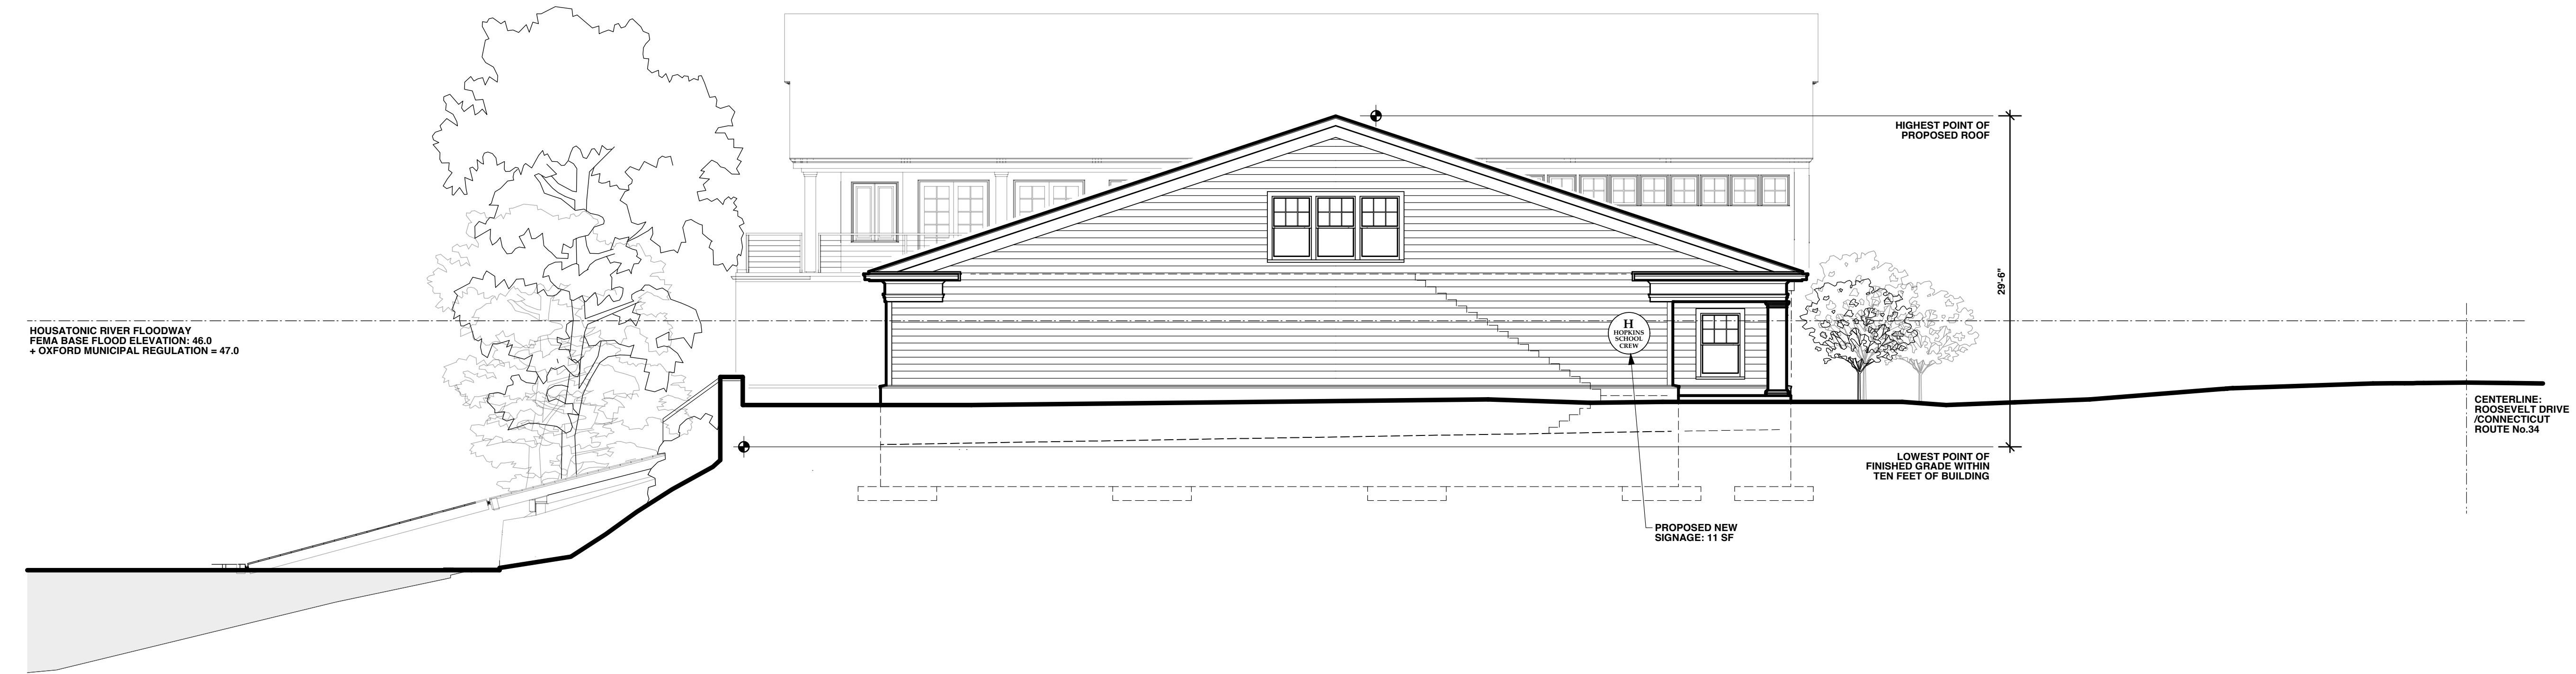 HIGHEST POINT OF
PROPOSED ROOF
29'-6"
HOUSATONIC RIVER FLOODWAY
FEMA BASE FLOOD ELEVATION: 46.0
+ OXFORD MUNICIPAL REGULATION = 47.0
H
HOPKINS
SCHOOL
CREW
CENTERLINE:
ROOSEVELT DRIVE
/CONNECTICUT
ROUTE No.34
LOWEST POINT OF
FINISHED GRADE WITHIN
TEN FEET OF BUILDING
PROPOSED NEW
SIGNAGE: 11 SF